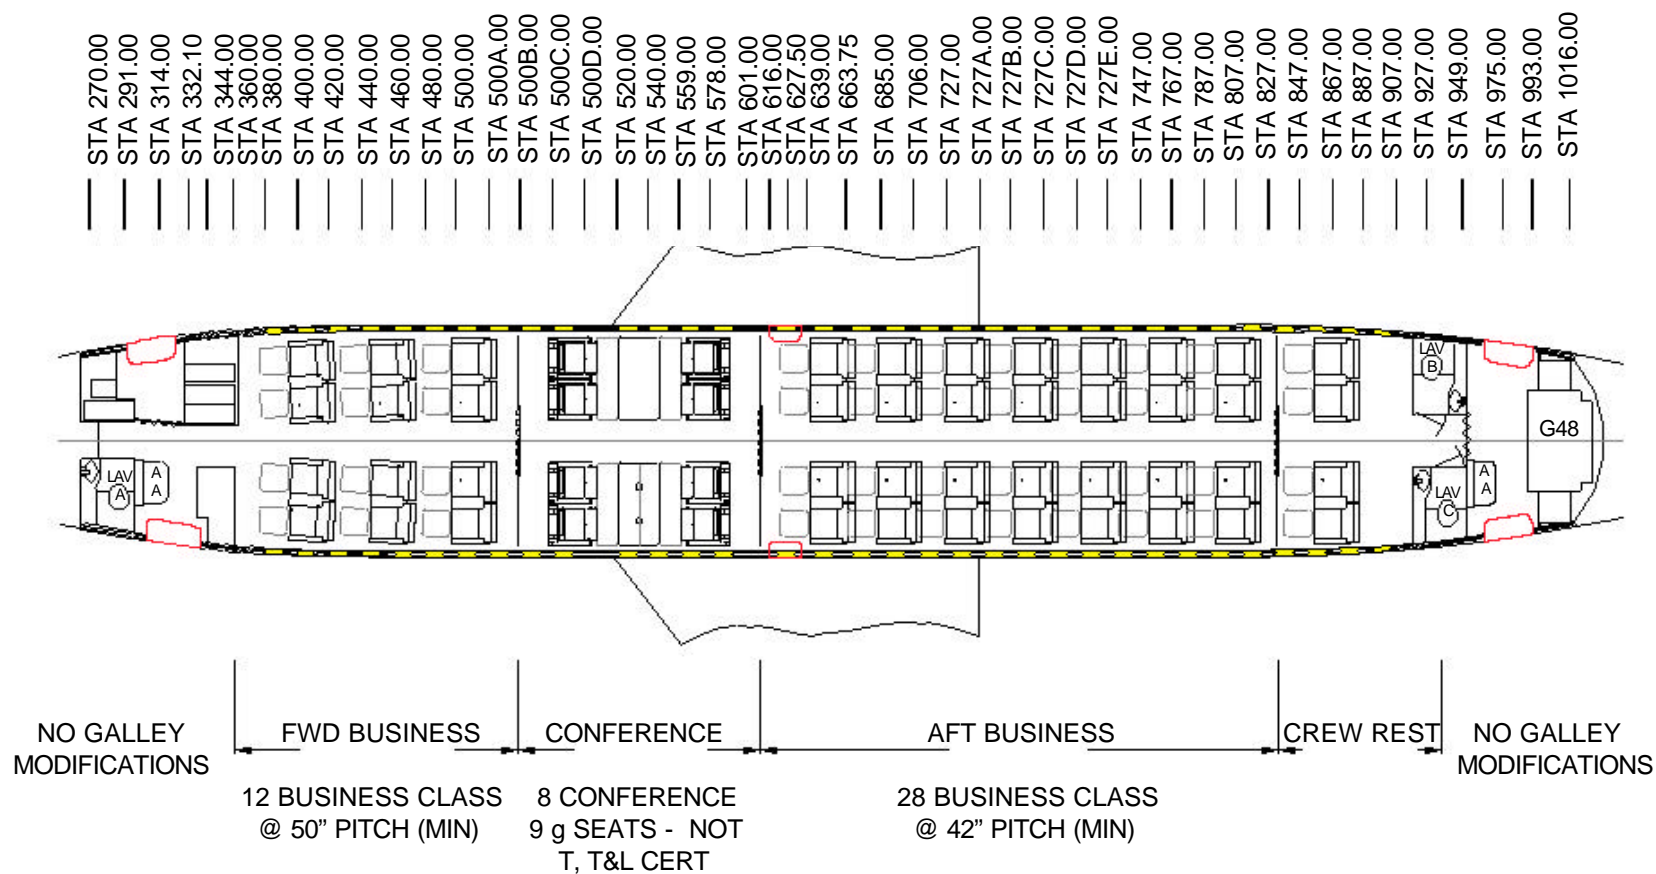 STA 270.00
STA 291.00
STA 314.00
STA 332.10
STA 344.00
STA 360.00
STA 380.00
STA 400.00
STA 420.00
STA 440.00
STA 460.00
STA 480.00
STA 500.00
STA 500A.00
STA 500B.00
STA 500C.00
STA 500D.00
STA 520.00
STA 540.00
STA 559.00
STA 578.00
STA 601.00
STA 616.00
STA 627.50
STA 639.00
STA 663.75
STA 685.00
STA 706.00
STA 727.00
STA 727A.00
STA 727B.00
STA 727C.00
STA 727D.00
STA 727E.00
STA 747.00
STA 767.00
STA 787.00
STA 807.00
STA 827.00
STA 847.00
STA 867.00
STA 887.00
STA 907.00
STA 927.00
STA 949.00
STA 975.00
STA 993.00
STA 1016.00
LAV
B
G48
LAV
A
A
A
LAV
C
A
A
NO GALLEY
MODIFICATIONS
FWD BUSINESS
CONFERENCE
AFT BUSINESS
CREW REST
NO GALLEY
MODIFICATIONS
12 BUSINESS CLASS
@ 50” PITCH (MIN)
8 CONFERENCE
9 g SEATS - NOT
T, T&L CERT
28 BUSINESS CLASS
@ 42” PITCH (MIN)